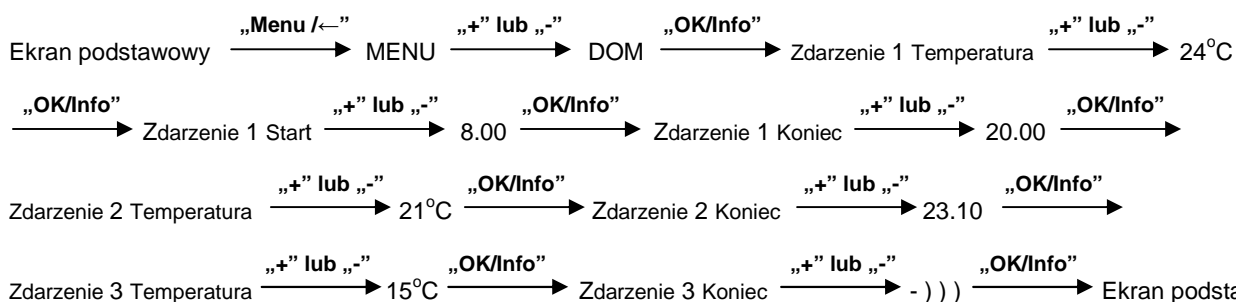 „Menu /←” „+” lub „-” „OK/Info” „+” lub „-”
Ekran podstawowy MENU DOM Zdarzenie 1 Temperatura 24°C
„OK/Info” „+” lub „-” „OK/Info” „+” lub „-” „OK/Info”
Zdarzenie 1 Start 8.00 Zdarzenie 1 Koniec 20.00
„+” lub „-” „OK/Info” „+” lub „-” „OK/Info”
Zdarzenie 2 Temperatura 21°C Zdarzenie 2 Koniec 23.10
„+” lub „-” „OK/Info” „+” lub „-” „OK/Info”
Zdarzenie 3 Temperatura 15°C Zdarzenie 3 Koniec - ) ) ) Ekran podsta